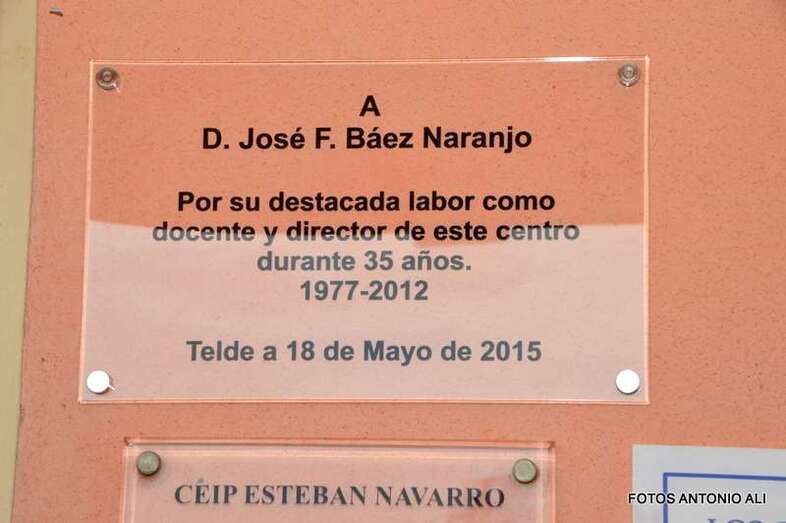 A
D. José F. Báez Naranjo
Por su destacada labor como
docente y director de este centro
durante 35 años.
1977-2012
Telde a 18 de Mayo de 2015
CEIP ESTEBAN NAVARRO
FOTOS ANTONIO ALI